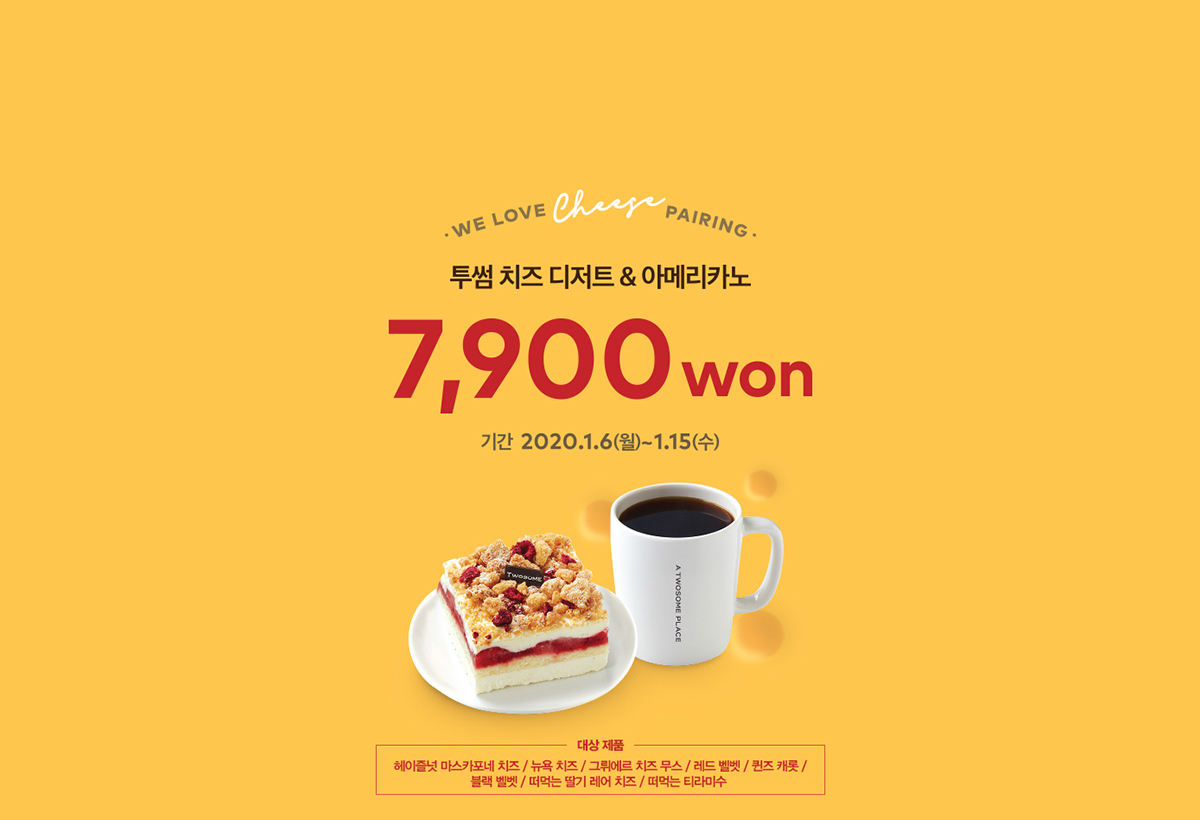 · WE LOVE Cheese PAIRING ·
투썸 치즈 디저트 & 아메리카노
7,900 won
기간 2020.1.6(월)~1.15(수)
TWOSOME
A TWOSOME PLACE
대상 제품
헤이즐넛 마스카포네 치즈 / 뉴욕 치즈 / 그뤼에르 치즈 무스 / 레드 벨벳 / 퀸즈 캐롯 /
블랙 벨벳 / 떠먹는 딸기 레어 치즈 / 떠먹는 티라미수